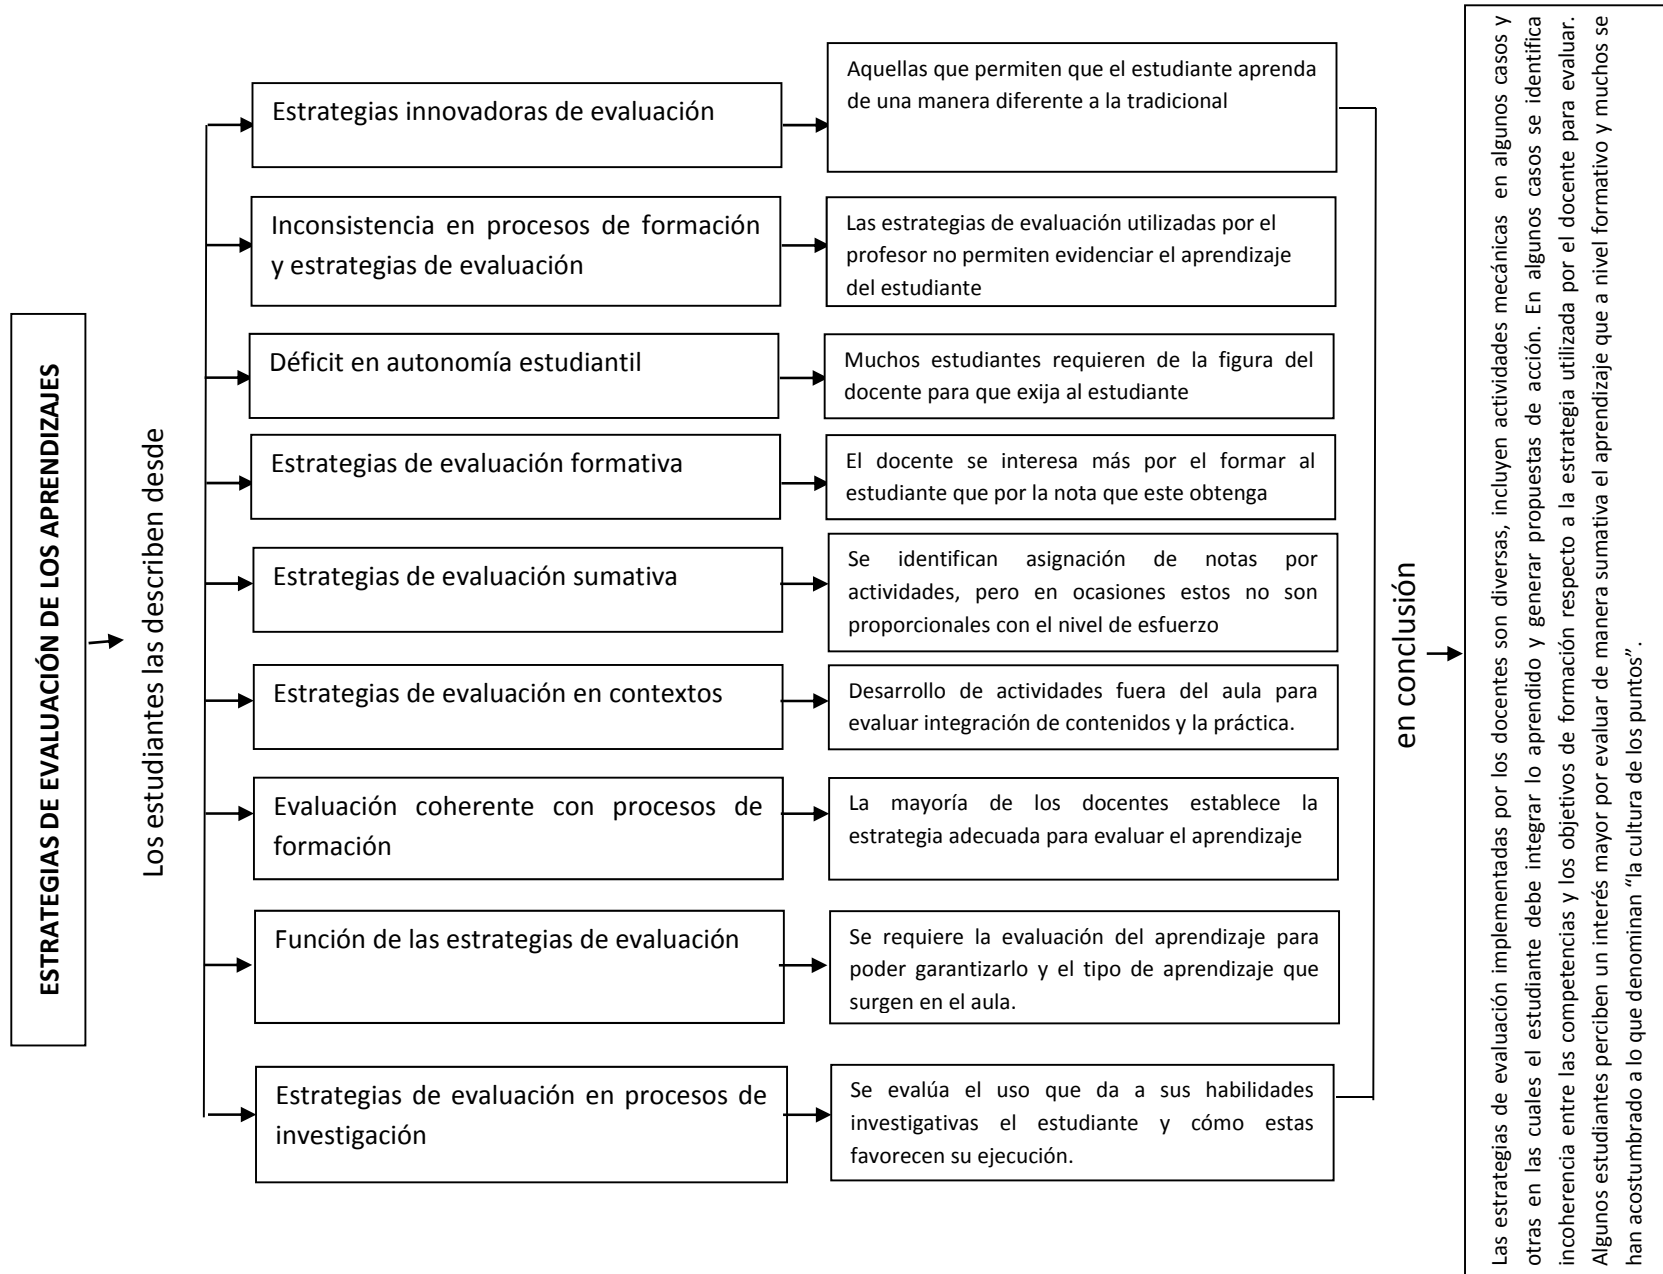 ESTRATEGIAS DE EVALUACIÓN DE LOS APRENDIZAJES
Los estudiantes las describen desde
Estrategias innovadoras de evaluación
Aquellas que permiten que el estudiante aprenda
de una manera diferente a la tradicional
Inconsistencia en procesos de formación
y estrategias de evaluación
Las estrategias de evaluación utilizadas por el
profesor no permiten evidenciar el aprendizaje
del estudiante
Déficit en autonomía estudiantil
Muchos estudiantes requieren de la figura del
docente para que exija al estudiante
Estrategias de evaluación formativa
El docente se interesa más por el formar al
estudiante que por la nota que este obtenga
Estrategias de evaluación sumativa
Se identifican asignación de notas por
actividades, pero en ocasiones estos no son
proporcionales con el nivel de esfuerzo
Estrategias de evaluación en contextos
Desarrollo de actividades fuera del aula para
evaluar integración de contenidos y la práctica.
Evaluación coherente con procesos de
formación
La mayoría de los docentes establece la
estrategia adecuada para evaluar el aprendizaje
Función de las estrategias de evaluación
Se requiere la evaluación del aprendizaje para
poder garantizarlo y el tipo de aprendizaje que
surgen en el aula.
Estrategias de evaluación en procesos de
investigación
Se evalúa el uso que da a sus habilidades
investigativas el estudiante y cómo estas
favorecen su ejecución.
en conclusión
Las estrategias de evaluación implementadas por los docentes son diversas, incluyen actividades mecánicas en algunos casos y
otras en las cuales el estudiante debe integrar lo aprendido y generar propuestas de acción. En algunos casos se identifica
incoherencia entre las competencias y los objetivos de formación respecto a la estrategia utilizada por el docente para evaluar.
Algunos estudiantes perciben un interés mayor por evaluar de manera sumativa el aprendizaje que a nivel formativo y muchos se
han acostumbrado a lo que denominan “la cultura de los puntos”.